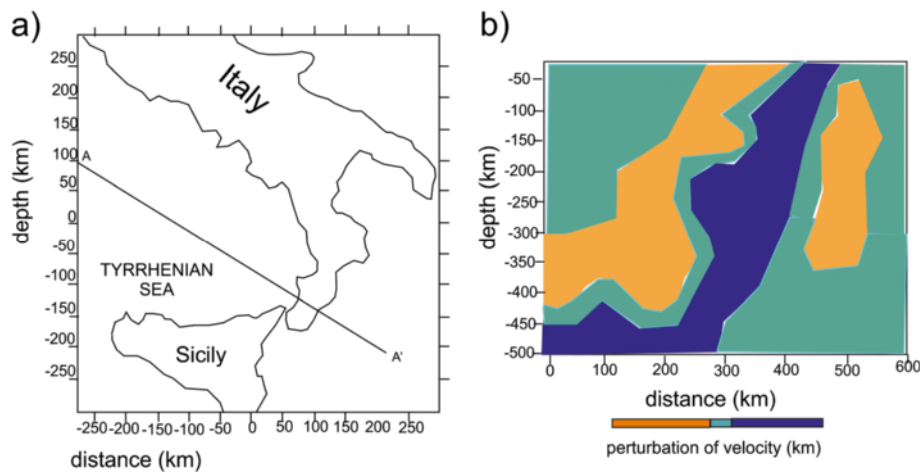 a)
depth (km)
300
250
200
150
100
50
0
-50
-100
-150
-200
-250
Italy
A
TYRRHENIAN
SEA
Sicily
A'
-250 -200 -150 -100 -50 0 50 100 150 200 250
distance (km)
b)
depth (km)
-50
-100
-150
-200
-250
-300
-350
-400
-450
-500
0 100 200 300 400 500 600
distance (km)
perturbation of velocity (km)